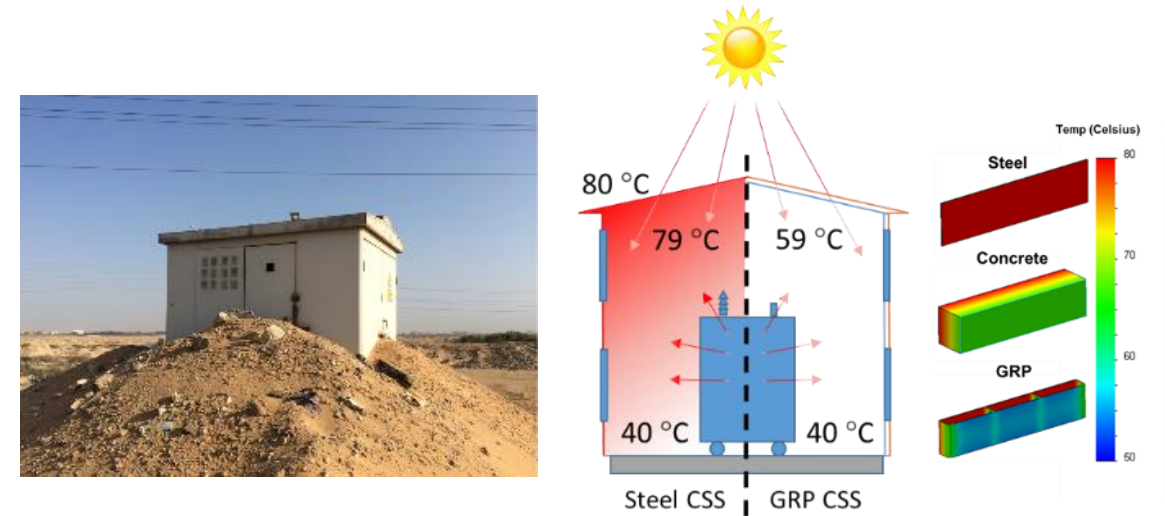 80 °C
79 °C
59 °C
40 °C
40 °C
Steel CSS
GRP CSS
Temp (Celsius)
Steel
Concrete
GRP
80
70
60
50